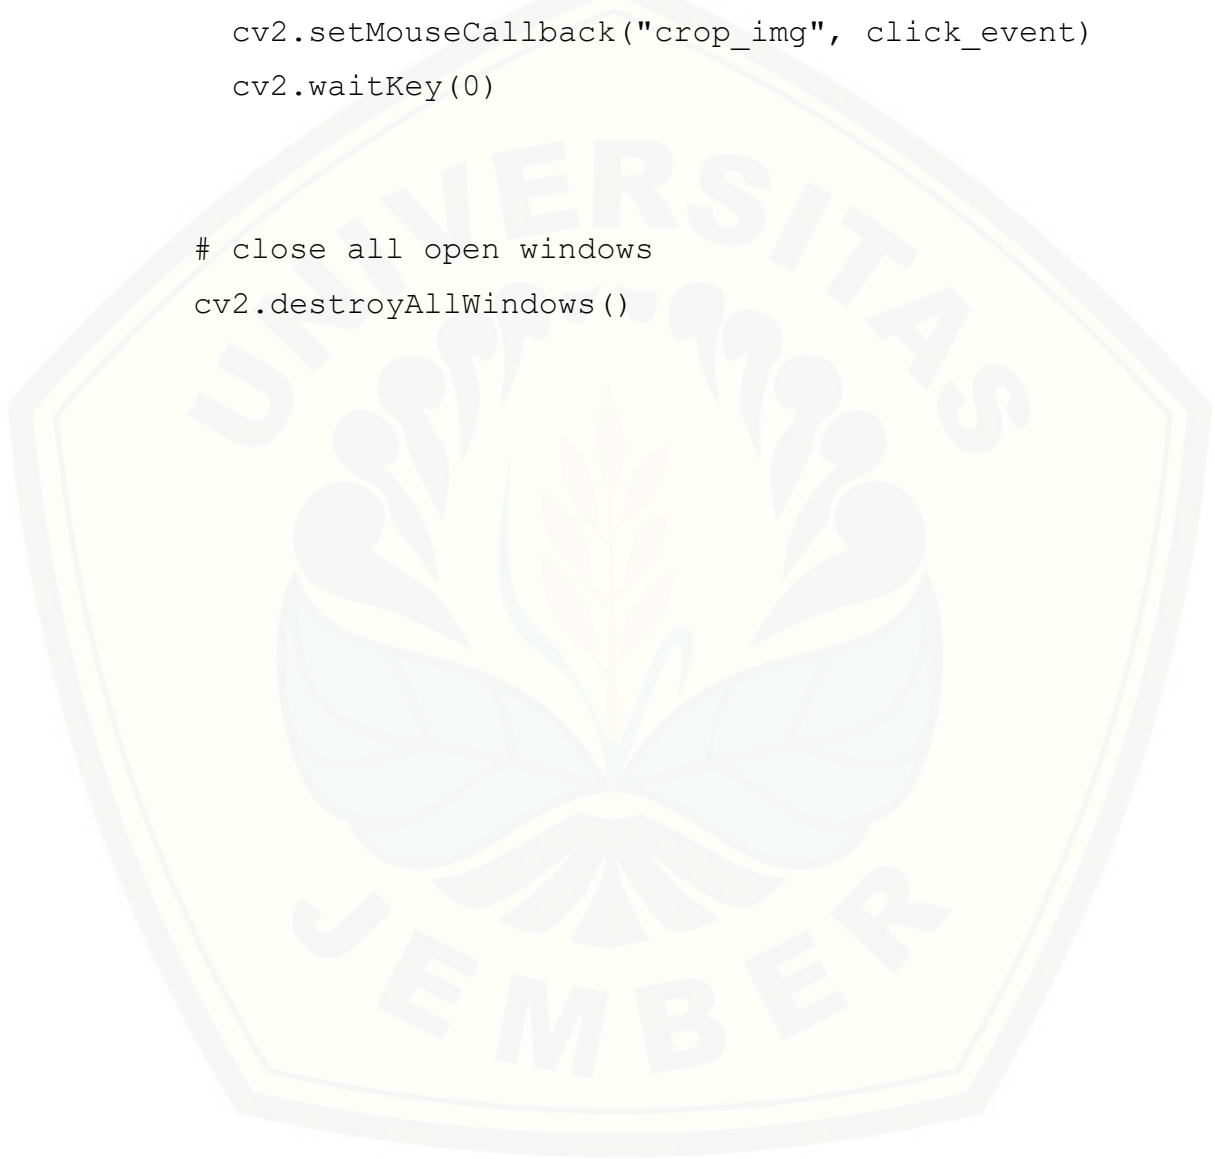 cv2.setMouseCallback("crop_img", click_event)
cv2.waitKey(0)
# close all open windows
cv2.destroyAllWindows()
UNIVERSITAS
JEMBER